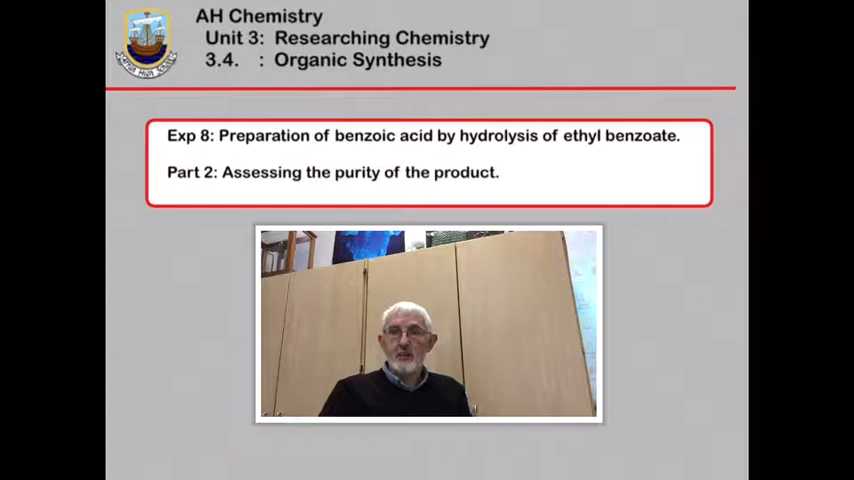 AH Chemistry
Unit 3: Researching Chemistry
3.4. : Organic Synthesis
Exp 8: Preparation of benzoic acid by hydrolysis of ethyl benzoate.
Part 2: Assessing the purity of the product.